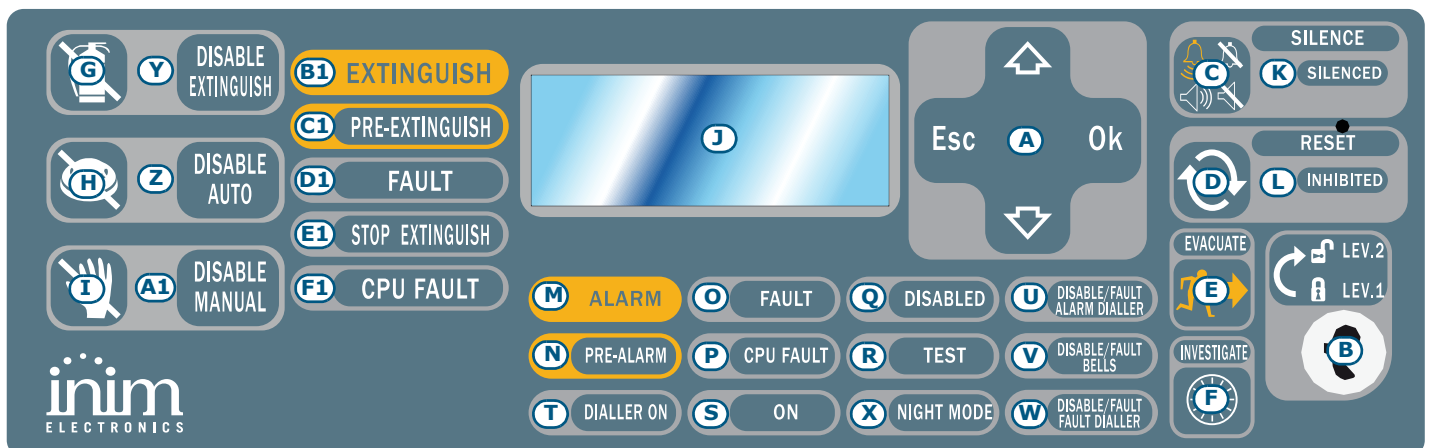 G Y DISABLE
EXTINGUISH
H Z DISABLE
AUTO
I A1 DISABLE
MANUAL
inim
ELECTRONICS
B1 EXTINGUISH
C1 PRE-EXTINGUISH
D1 FAULT
E1 STOP EXTINGUISH
F1 CPU FAULT
J
Esc A Ok
M ALARM
N PRE-ALARM
T DIALLER ON
O FAULT
P CPU FAULT
S ON
Q DISABLED
R TEST
X NIGHT MODE
U DISABLE/FAULT
ALARM DIALLER
V DISABLE/FAULT
BELLS
W DISABLE/FAULT
FAULT DIALLER
SILENCE
C K SILENCED
RESET
D L INHIBITED
EVACUATE
E
INVESTIGATE
F
LEV.2
LEV.1
B